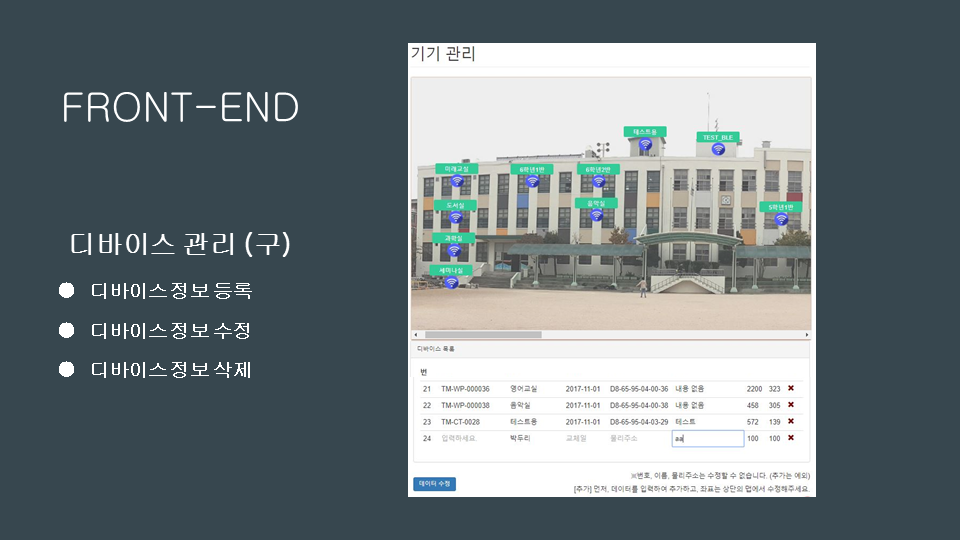 FRONT-END
디바이스 관리 (구)
● 디바이스정보 등록
● 디바이스정보 수정
● 디바이스정보 삭제
기기 관리
테스트용
TEST_BLE
미래교실
6학년1반
6학년2반
도서실
음악실
5학년1반
과학실
세미나실
디바이스 목록
번
21 TM-WP-000036 영어교실 2017-11-01 D8-65-95-04-00-36 내용 없음 2200 323 ✖
22 TM-WP-000038 음악실 2017-11-01 D8-65-95-04-00-38 내용 없음 458 305 ✖
23 TM-CT-0028 테스트용 2017-11-01 D8-65-95-04-03-29 테스트 572 139 ✖
24 입력하세요. 박두리 교체일 물리주소 aa 100 100 ✖
※번호, 이름, 물리주소는 수정할 수 없습니다. (추가는 예외)
데이터 수정
[추가] 먼저, 데이터를 입력하여 추가하고, 좌표는 상단의 맵에서 수정해주세요.